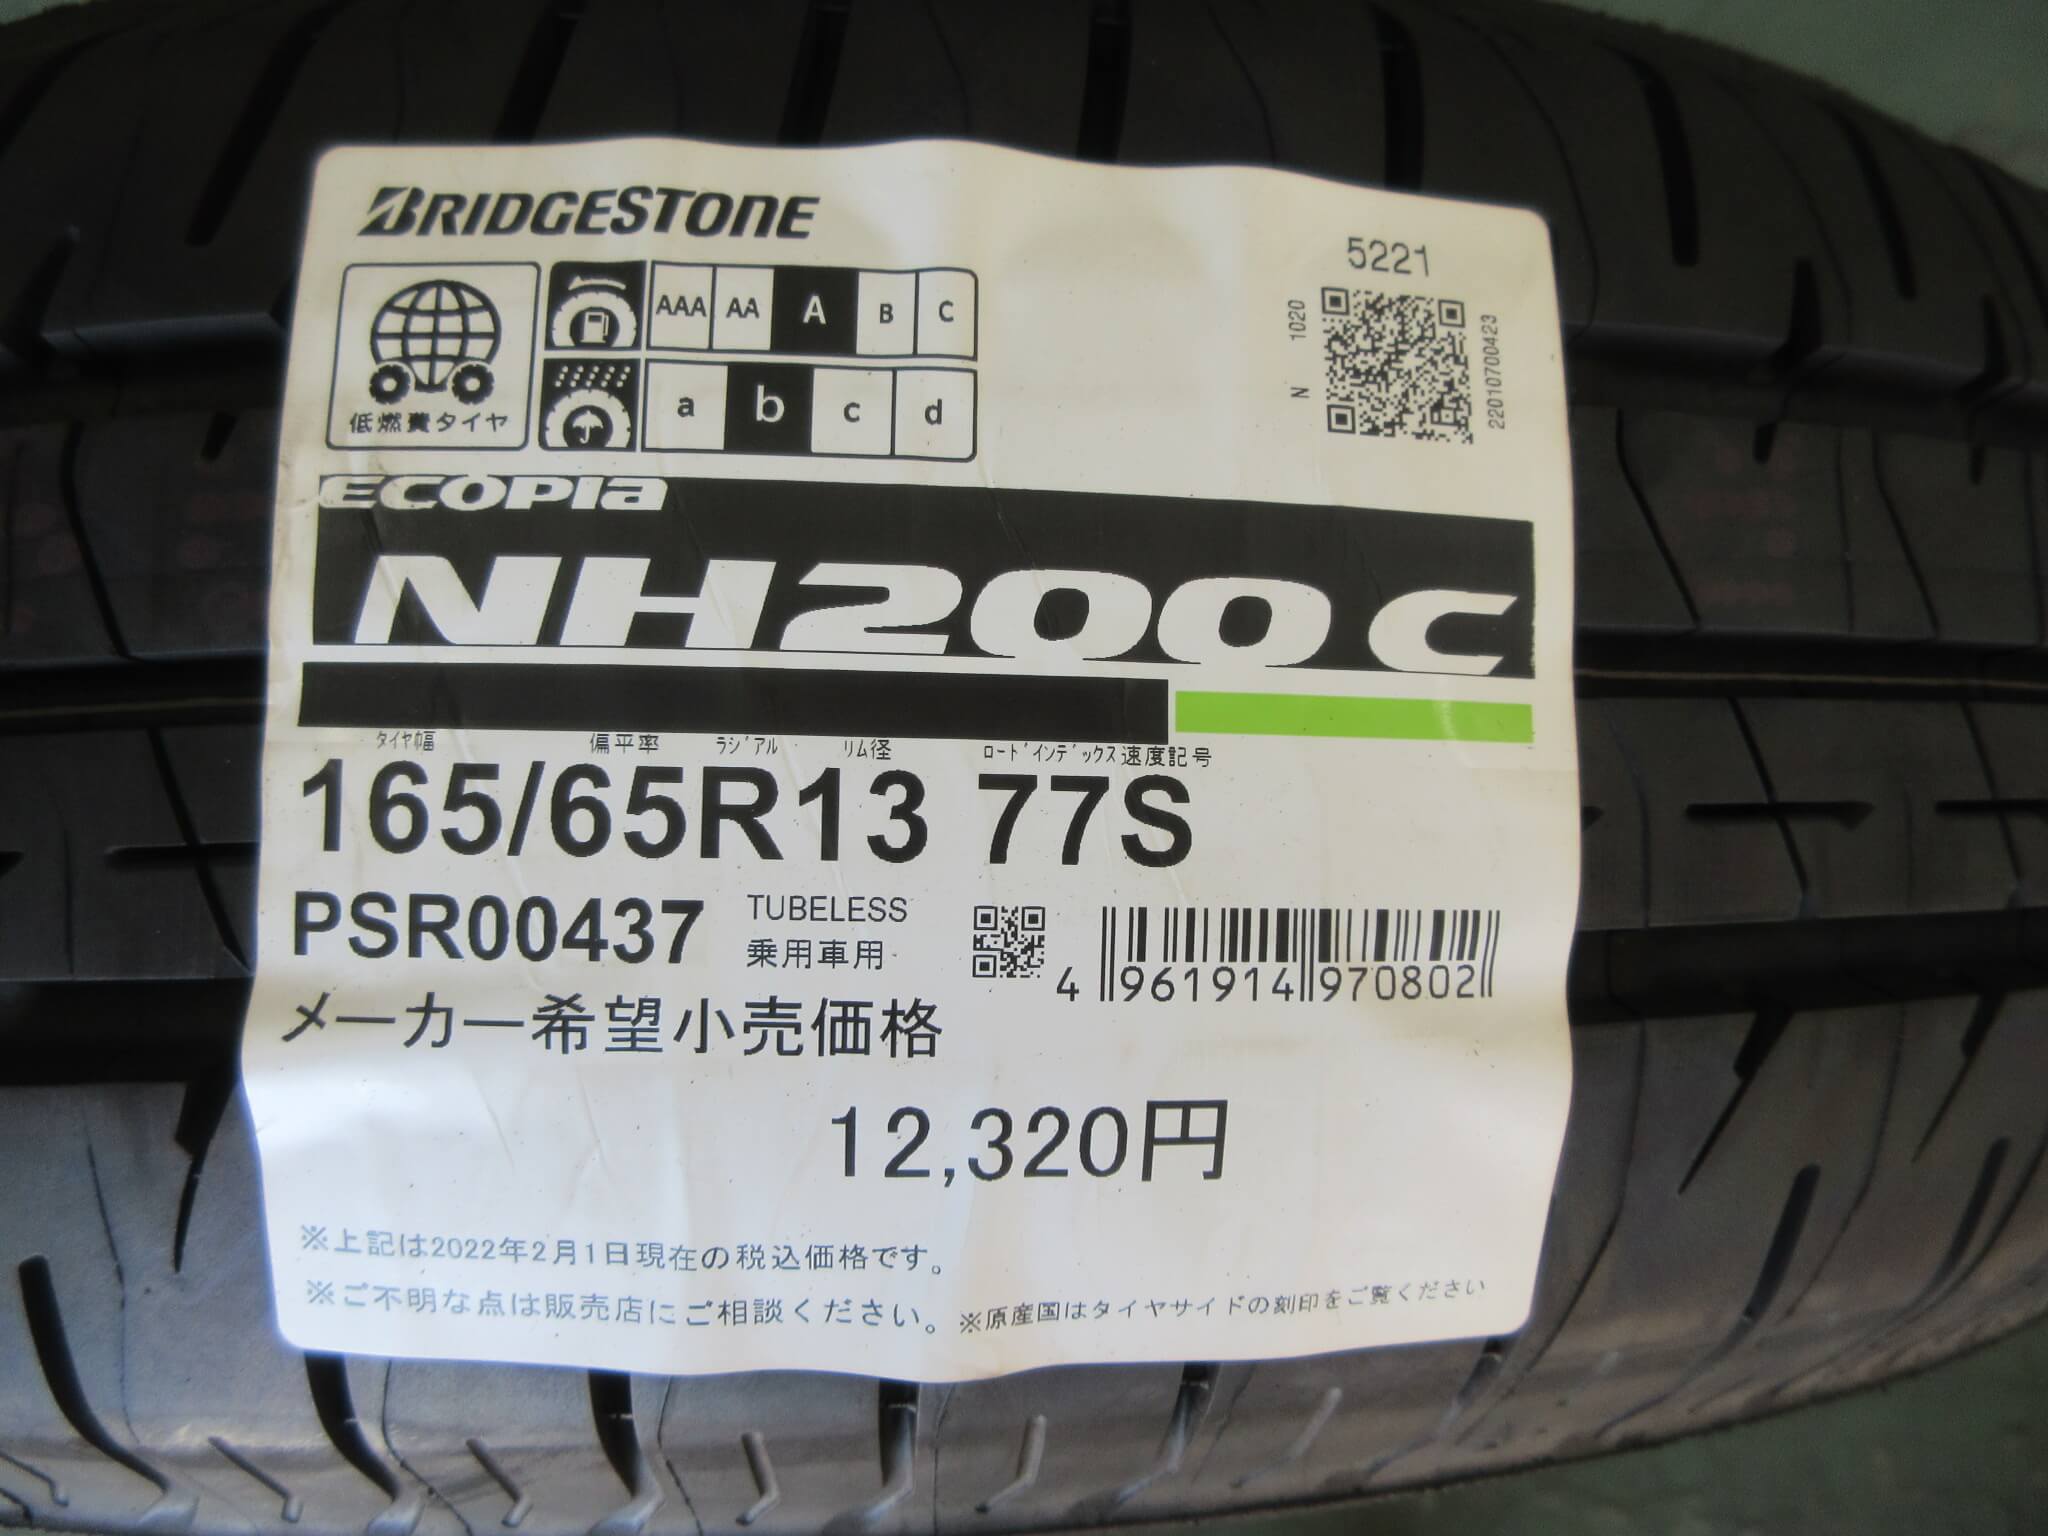 BRIDGESTONE
5221
N 1020
2201070​0423
低燃費タイヤ
AAA AA A B C
a b c d
ECOPIA
NH200 C
タイヤ巾幅 偏平率 ラジアル リム径 ロードインデックス 速度記号
165/65R13 77S
PSR00437 TUBELESS
乗用車用
4 961914 970802
メーカー希望小売価格
12,320円
※上記は2022年2月1日現在の税込価格です。
※ご不明な点は販売店にご相談ください。 ※原産国はタイヤサイドの刻印をご覧ください